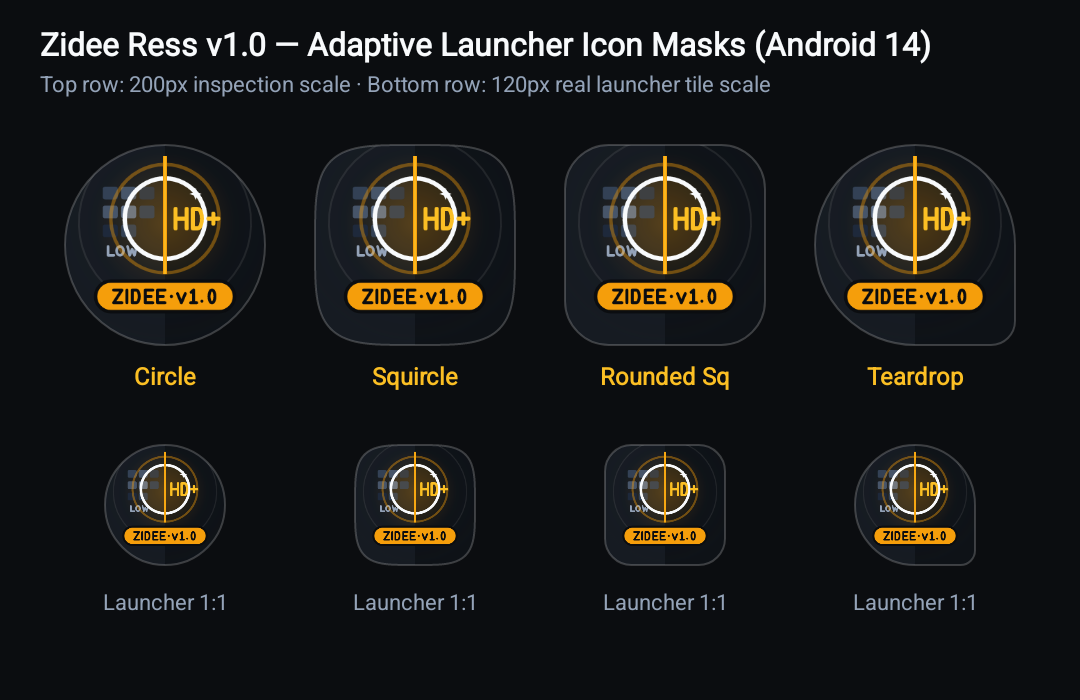 Zidee Ress v1.0 — Adaptive Launcher Icon Masks (Android 14)
Top row: 200px inspection scale · Bottom row: 120px real launcher tile scale
HD+ HD+ HD+ HD+
LOW LOW LOW LOW
ZIDEE·v1.0 ZIDEE·v1.0 ZIDEE·v1.0 ZIDEE·v1.0
Circle Squircle Rounded Sq Teardrop
HD+ HD+ HD+ HD+
LOW LOW LOW LOW
ZIDEE·v1.0 ZIDEE·v1.0 ZIDEE·v1.0 ZIDEE·v1.0
Launcher 1:1 Launcher 1:1 Launcher 1:1 Launcher 1:1